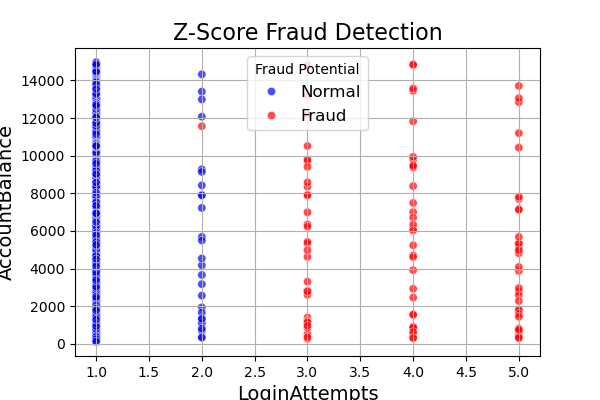 Z-Score Fraud Detection
Fraud Potential
Normal
Fraud
AccountBalance
14000
12000
10000
8000
6000
4000
2000
0
1.0 1.5 2.0 2.5 3.0 3.5 4.0 4.5 5.0
LoginAttempts